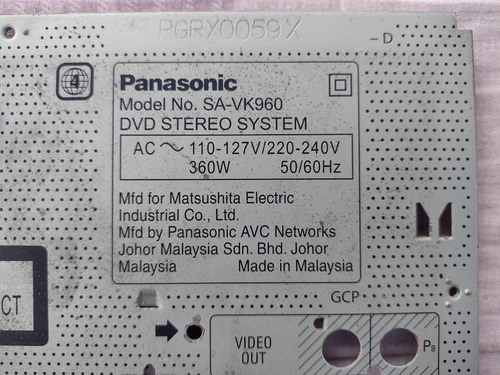 RGRX0059X
-D
4
Panasonic
Model No. SA-VK960
DVD STEREO SYSTEM
AC ~ 110-127V/220-240V
360W 50/60Hz
Mfd for Matsushita Electric
Industrial Co., Ltd.
Mfd by Panasonic AVC Networks
Johor Malaysia Sdn. Bhd. Johor
Malaysia Made in Malaysia
GCP
CT
VIDEO
OUT
PB